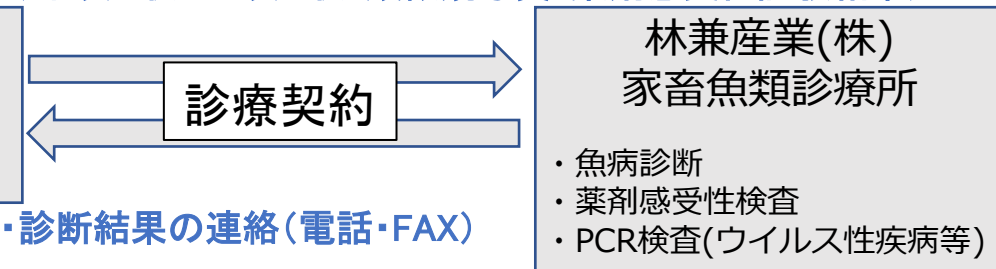 林兼産業(株)
家畜魚類診療所
診療契約
・魚病診断
・薬剤感受性検査
・PCR検査(ウイルス性疾病等)
・診断結果の連絡(電話・FAX)